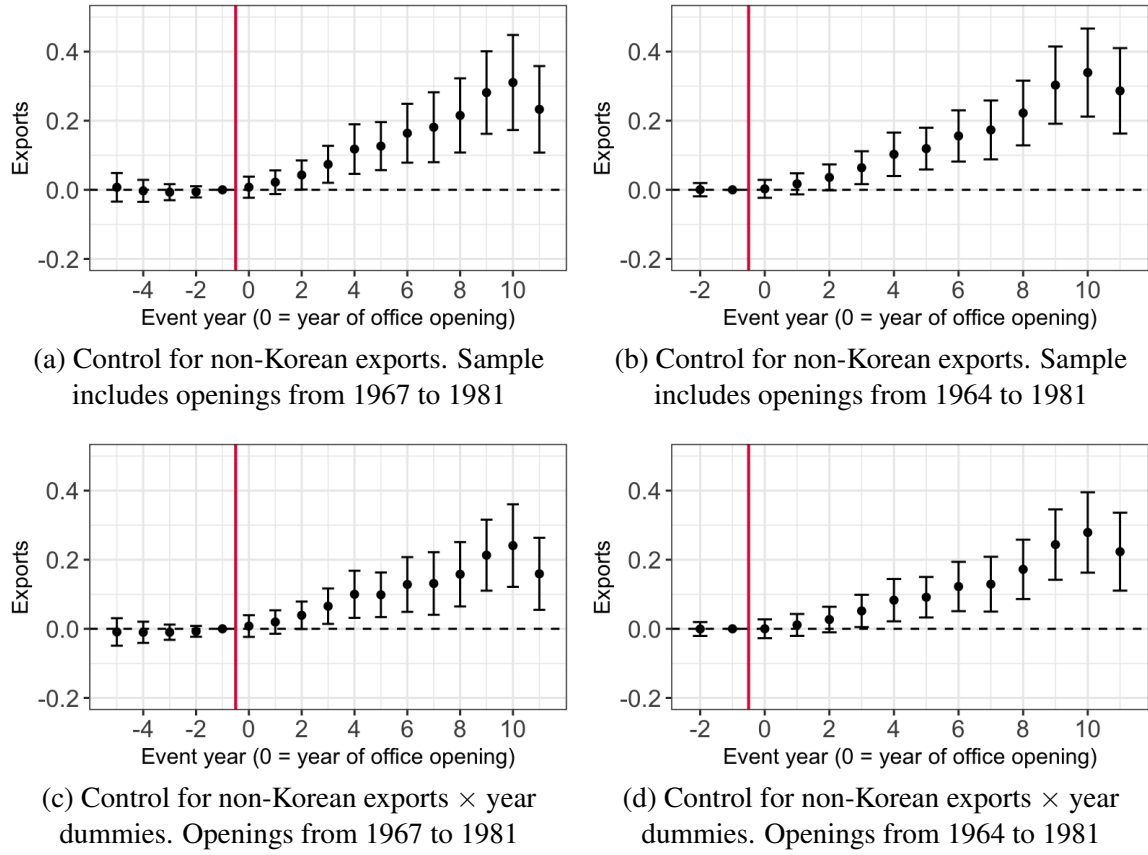 0.4
0.2
0.0
-0.2
Exports
-4 -2 0 2 4 6 8 10
Event year (0 = year of office opening)
(a) Control for non-Korean exports. Sample
includes openings from 1967 to 1981
0.4
0.2
0.0
-0.2
Exports
-2 0 2 4 6 8 10
Event year (0 = year of office opening)
(b) Control for non-Korean exports. Sample
includes openings from 1964 to 1981
0.4
0.2
0.0
-0.2
Exports
-4 -2 0 2 4 6 8 10
Event year (0 = year of office opening)
(c) Control for non-Korean exports × year
dummies. Openings from 1967 to 1981
0.4
0.2
0.0
-0.2
Exports
-2 0 2 4 6 8 10
Event year (0 = year of office opening)
(d) Control for non-Korean exports × year
dummies. Openings from 1964 to 1981